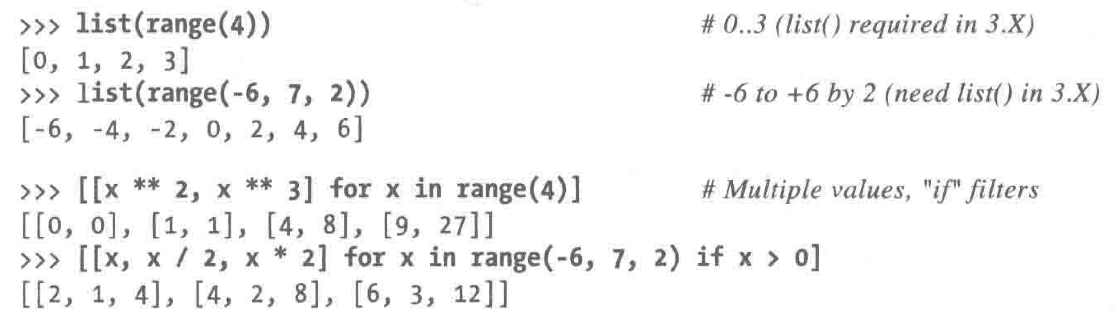 >>> list(range(4)) # 0..3 (list() required in 3.X)
[0, 1, 2, 3]
>>> list(range(-6, 7, 2)) # -6 to +6 by 2 (need list() in 3.X)
[-6, -4, -2, 0, 2, 4, 6]
>>> [[x ** 2, x ** 3] for x in range(4)] # Multiple values, "if" filters
[[0, 0], [1, 1], [4, 8], [9, 27]]
>>> [[x, x / 2, x * 2] for x in range(-6, 7, 2) if x > 0]
[[2, 1, 4], [4, 2, 8], [6, 3, 12]]